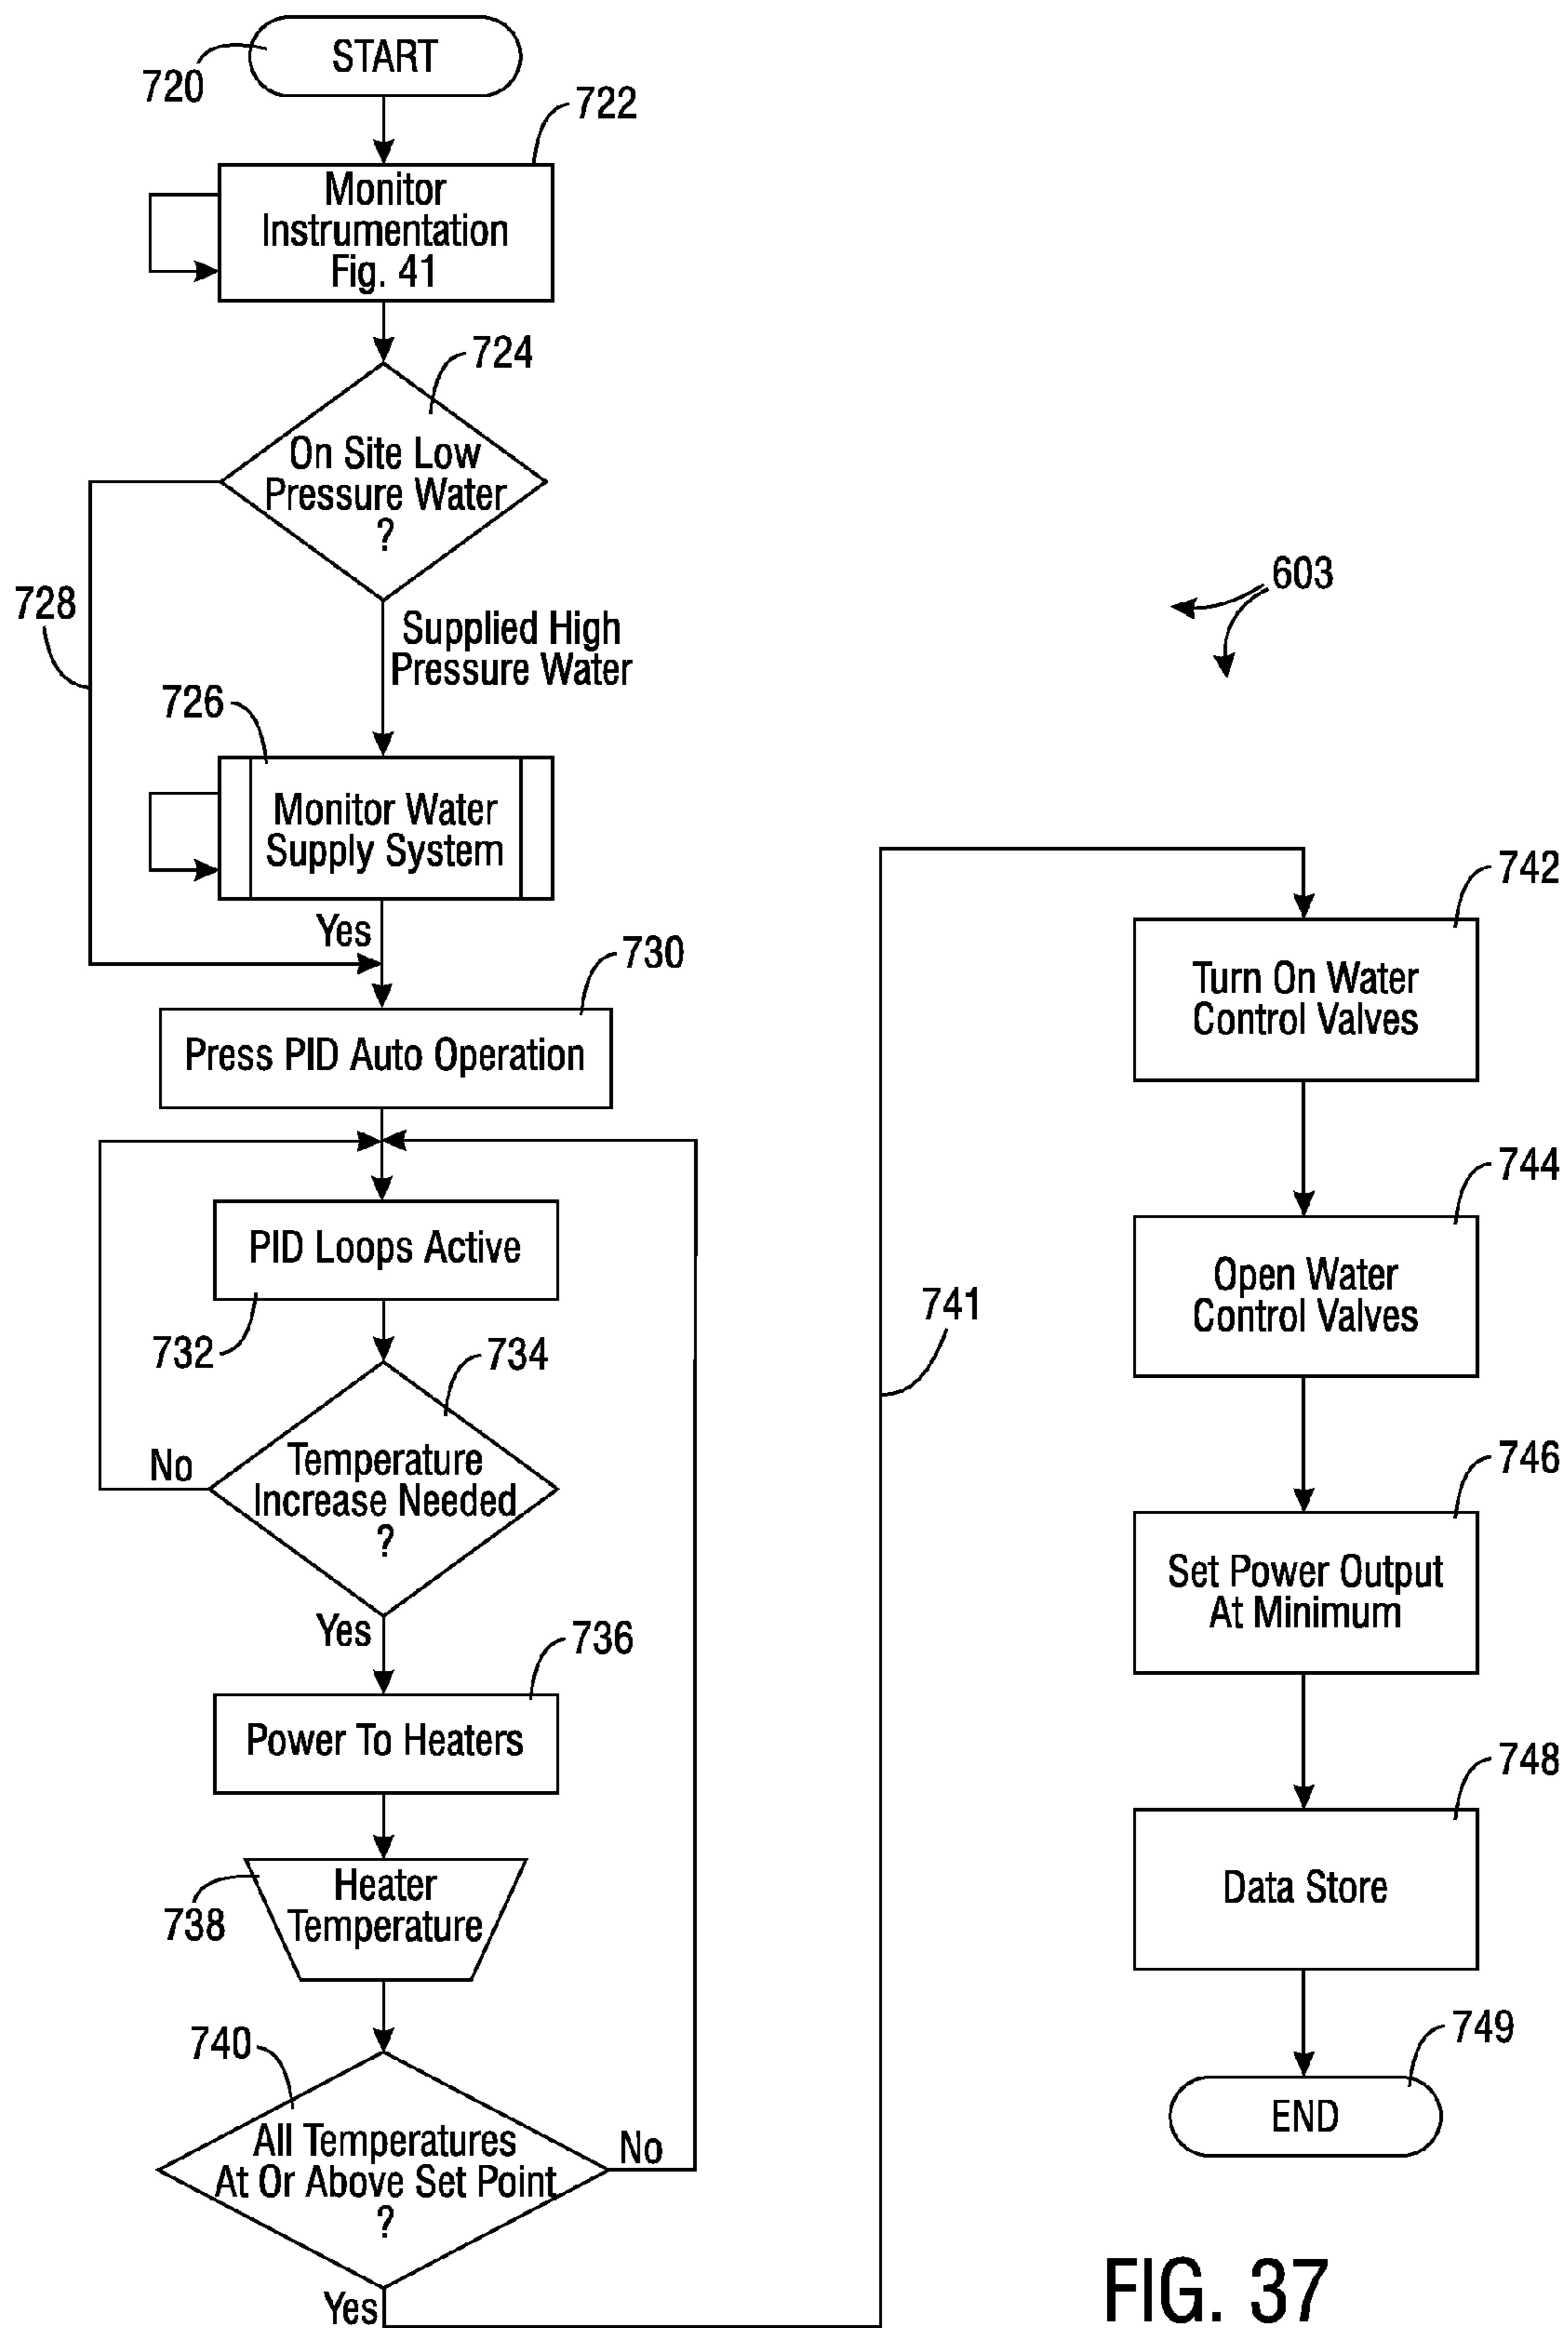 START
720
722
Monitor
Instrumentation
Fig. 41
724
On Site Low
Pressure Water
?
728
Supplied High
Pressure Water
726
Monitor Water
Supply System
Yes
730
Press PID Auto Operation
PID Loops Active
732
734
No
Temperature
Increase Needed
?
Yes
736
Power To Heaters
Heater
Temperature
738
740
All Temperatures
At Or Above Set Point
?
No
Yes
741
603
742
Turn On Water
Control Valves
744
Open Water
Control Valves
746
Set Power Output
At Minimum
748
Data Store
749
END
FIG. 37